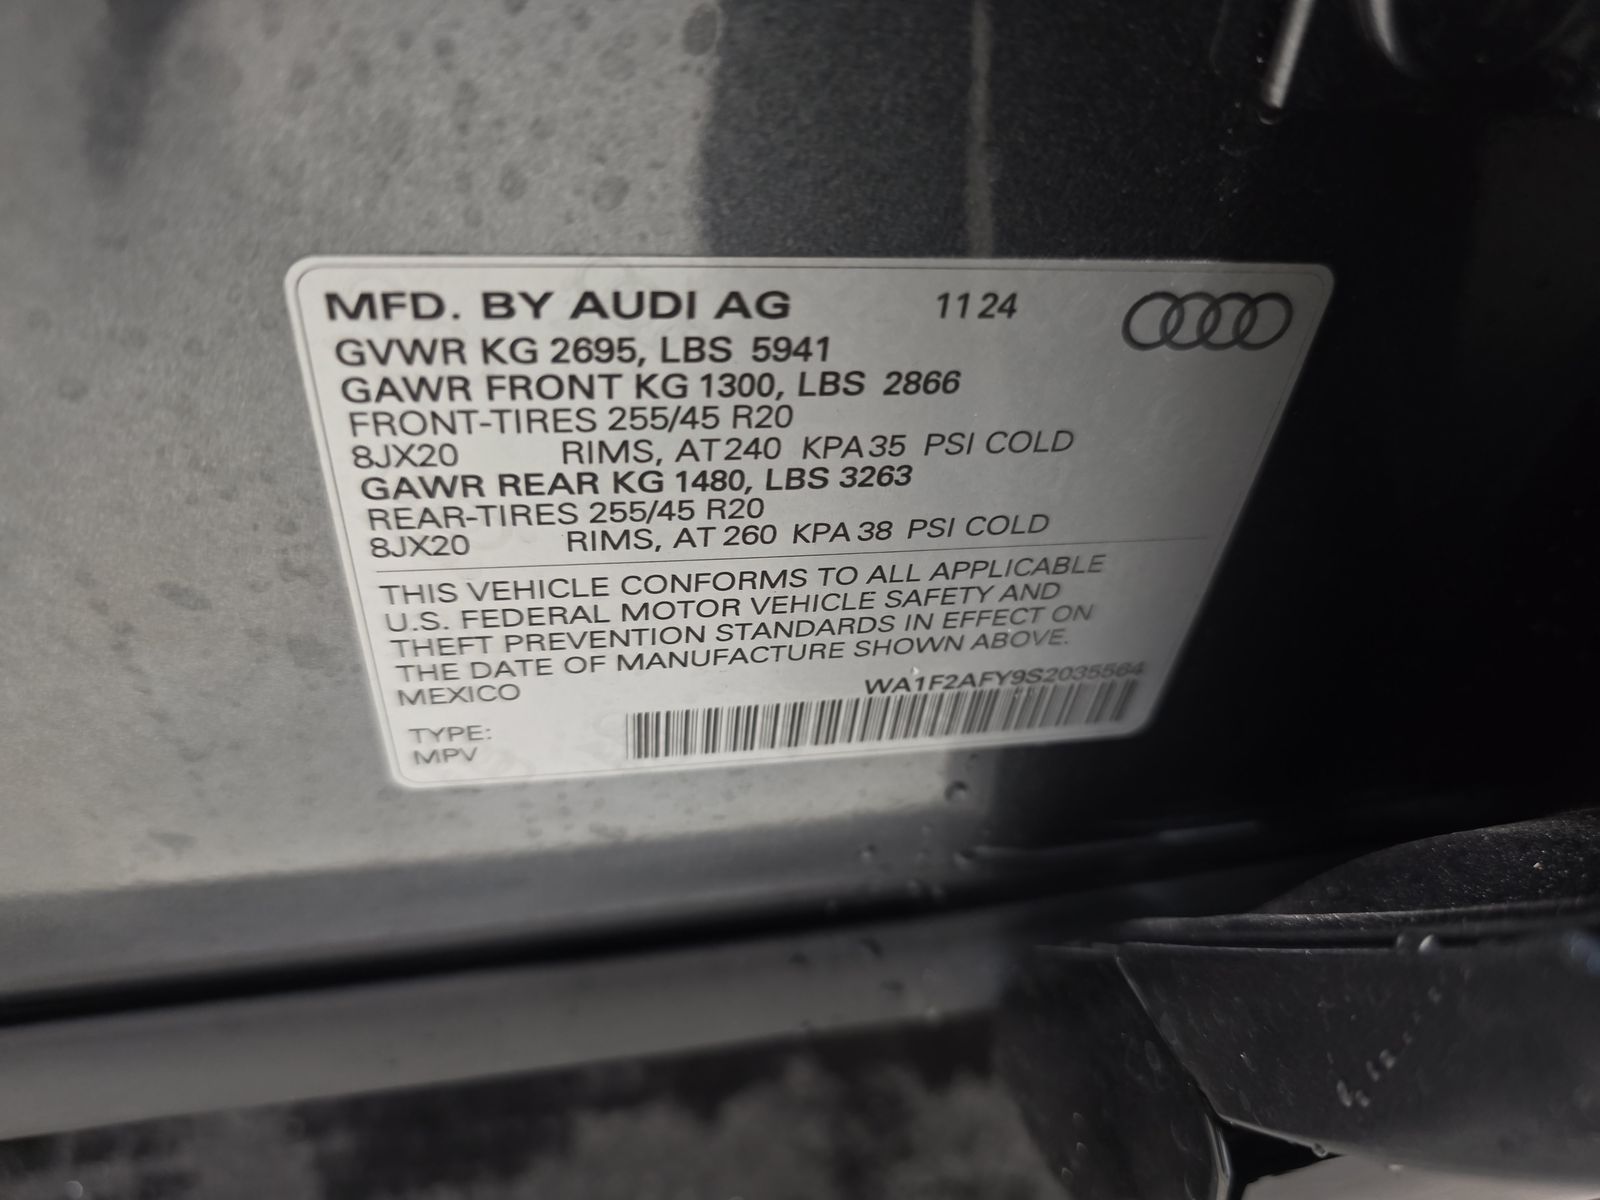 MFD. BY AUDI AG 11 24
GVWR KG 2695, LBS 5941
GAWR FRONT KG 1300, LBS 2866
FRONT-TIRES 255/45 R20
8JX20 RIMS, AT 240 KPA 35 PSI COLD
GAWR REAR KG 1480, LBS 3263
REAR-TIRES 255/45 R20
8JX20 RIMS, AT 260 KPA 38 PSI COLD
THIS VEHICLE CONFORMS TO ALL APPLICABLE
U.S. FEDERAL MOTOR VEHICLE SAFETY AND
THEFT PREVENTION STANDARDS IN EFFECT ON
THE DATE OF MANUFACTURE SHOWN ABOVE.
MEXICO WA1F2AFY9S2035564
TYPE:
MPV